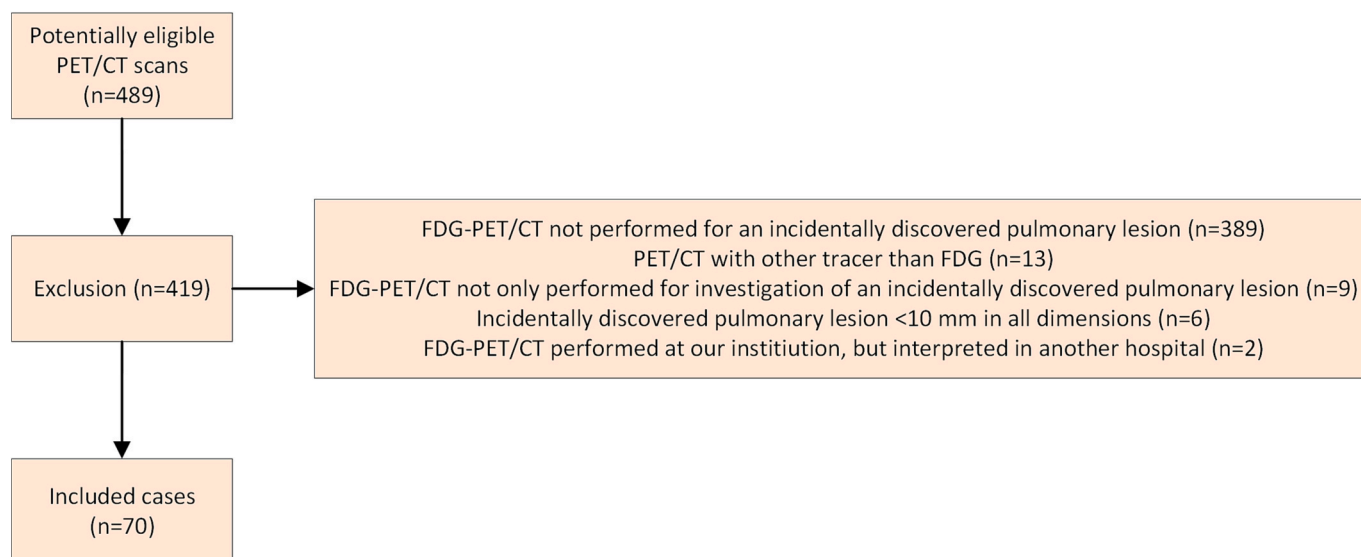 Potentially eligible
PET/CT scans
(n=489)
Exclusion (n=419)
FDG-PET/CT not performed for an incidentally discovered pulmonary lesion (n=389)
PET/CT with other tracer than FDG (n=13)
FDG-PET/CT not only performed for investigation of an incidentally discovered pulmonary lesion (n=9)
Incidentally discovered pulmonary lesion <10 mm in all dimensions (n=6)
FDG-PET/CT performed at our institiution, but interpreted in another hospital (n=2)
Included cases
(n=70)